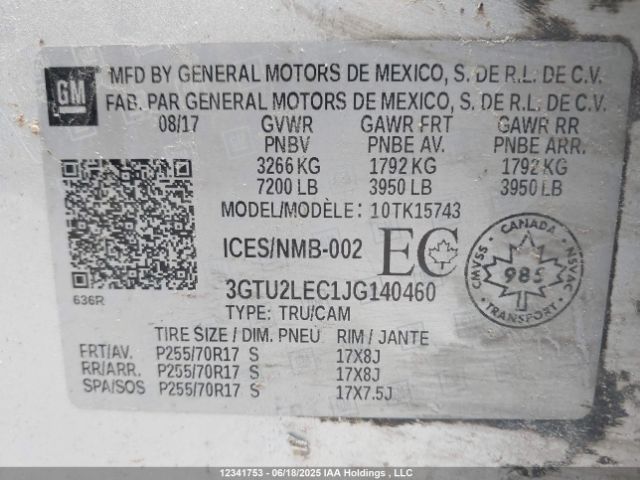 GM
MFD BY GENERAL MOTORS DE MEXICO, S. DE R.L. DE C.V.
FAB. PAR GENERAL MOTORS DE MEXICO, S. DE R.L. DE C.V.
08/17 GVWR GAWR FRT GAWR RR
PNBV PNBE AV. PNBE ARR.
3266 KG 1792 KG 1792 KG
7200 LB 3950 LB 3950 LB
MODEL/MODÈLE: 10TK15743
ICES/NMB-002 EC
CANADA CMVSS NSVAC 985
636R
3GTU2LEC1JG140460
TYPE: TRU/CAM
TIRE SIZE / DIM. PNEU RIM / JANTE
FRT/AV. P255/70R17 S 17X8J
RR/ARR. P255/70R17 S 17X8J
SPA/SOS P255/70R17 S 17X7.5J
12341753 - 06/18/2025 IAA Holdings , LLC